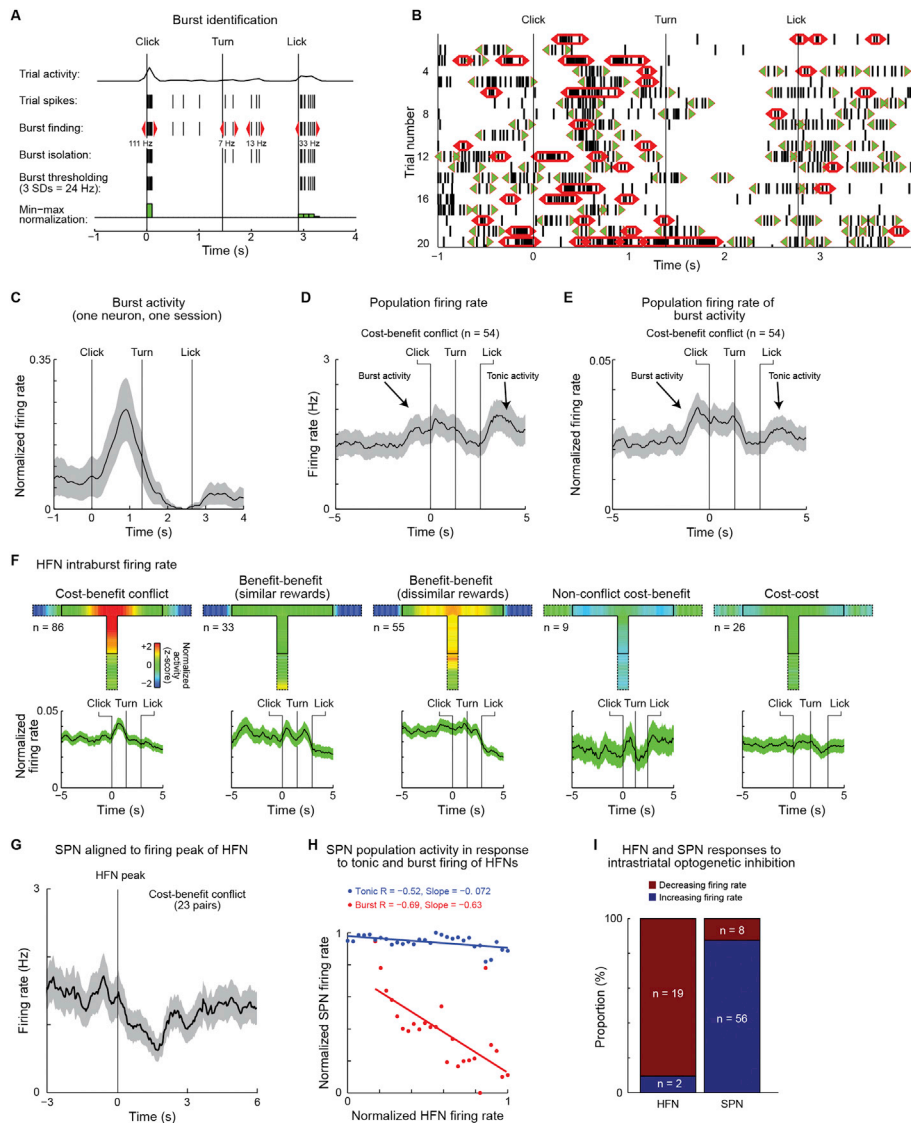 A
Burst identification
Click
Turn
Lick
Trial activity:
Trial spikes:
Burst finding:
111 Hz
7 Hz
13 Hz
33 Hz
Burst isolation:
Burst thresholding
(3 SDs = 24 Hz):
Min-max
normalization:
−1 0 1 2 3 4
Time (s)
B
Click
Turn
Lick
Trial number
4
8
12
16
20
−1 0 1 2 3
Time (s)
C
Burst activity
(one neuron, one session)
Click
Turn
Lick
Normalized firing rate
0.35
0
−1 0 1 2 3 4
Time (s)
D
Population firing rate
Cost-benefit conflict (n = 54)
Click
Turn
Lick
Burst activity
Tonic activity
Firing rate (Hz)
3
0
−5 0 5
Time (s)
E
Population firing rate of
burst activity
Cost-benefit conflict (n = 54)
Click
Turn
Lick
Burst activity
Tonic activity
Normalized firing rate
0.05
0
−5 0 5
Time (s)
F
HFN intraburst firing rate
Cost-benefit conflict
n = 86
+2
0
−2
Normalized
activity
(z-score)
Benefit-benefit
(similar rewards)
n = 33
Benefit-benefit
(dissimilar rewards)
n = 55
Non-conflict cost-benefit
n = 9
Cost-cost
n = 26
Normalized
firing rate
0.05
0
Click Turn Lick
−5 0 5
Time (s)
Click Turn Lick
−5 0 5
Time (s)
Click Turn Lick
−5 0 5
Time (s)
Click Turn Lick
−5 0 5
Time (s)
Click Turn Lick
−5 0 5
Time (s)
G
SPN aligned to firing peak of HFN
HFN peak
Cost-benefit conflict
(23 pairs)
Firing rate (Hz)
3
1
−3 0 3 6
Time (s)
H
SPN population activity in response
to tonic and burst firing of HFNs
Tonic R = −0.52, Slope = −0. 072
Burst R = −0.69, Slope = −0.63
Normalized SPN firing rate
1
0
0 1
Normalized HFN firing rate
I
HFN and SPN responses to
intrastriatal optogenetic inhibition
Decreasing firing rate
Increasing firing rate
Proportion (%)
100
50
0
n = 19
n = 2
n = 8
n = 56
HFN
SPN